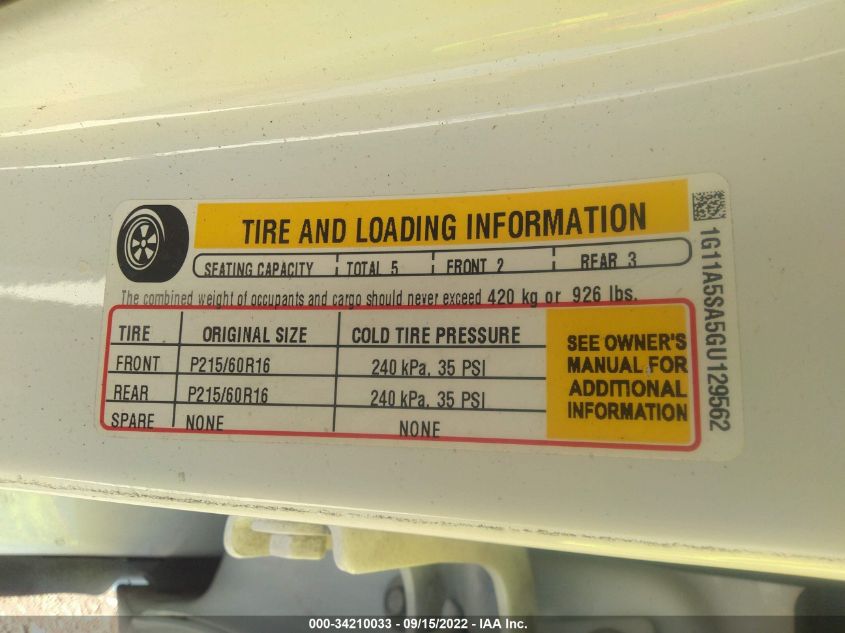 TIRE AND LOADING INFORMATION
SEATING CAPACITY TOTAL 5 FRONT 2 REAR 3
The combined weight of occupants and cargo should never exceed 420 kg or 926 lbs.
TIRE ORIGINAL SIZE COLD TIRE PRESSURE
FRONT P215/60R16 240 kPa, 35 PSI
REAR P215/60R16 240 kPa, 35 PSI
SPARE NONE NONE
SEE OWNER'S
MANUAL FOR
ADDITIONAL
INFORMATION
1G11A5SA5GU129562
000-34210033 - 09/15/2022 - IAA Inc.